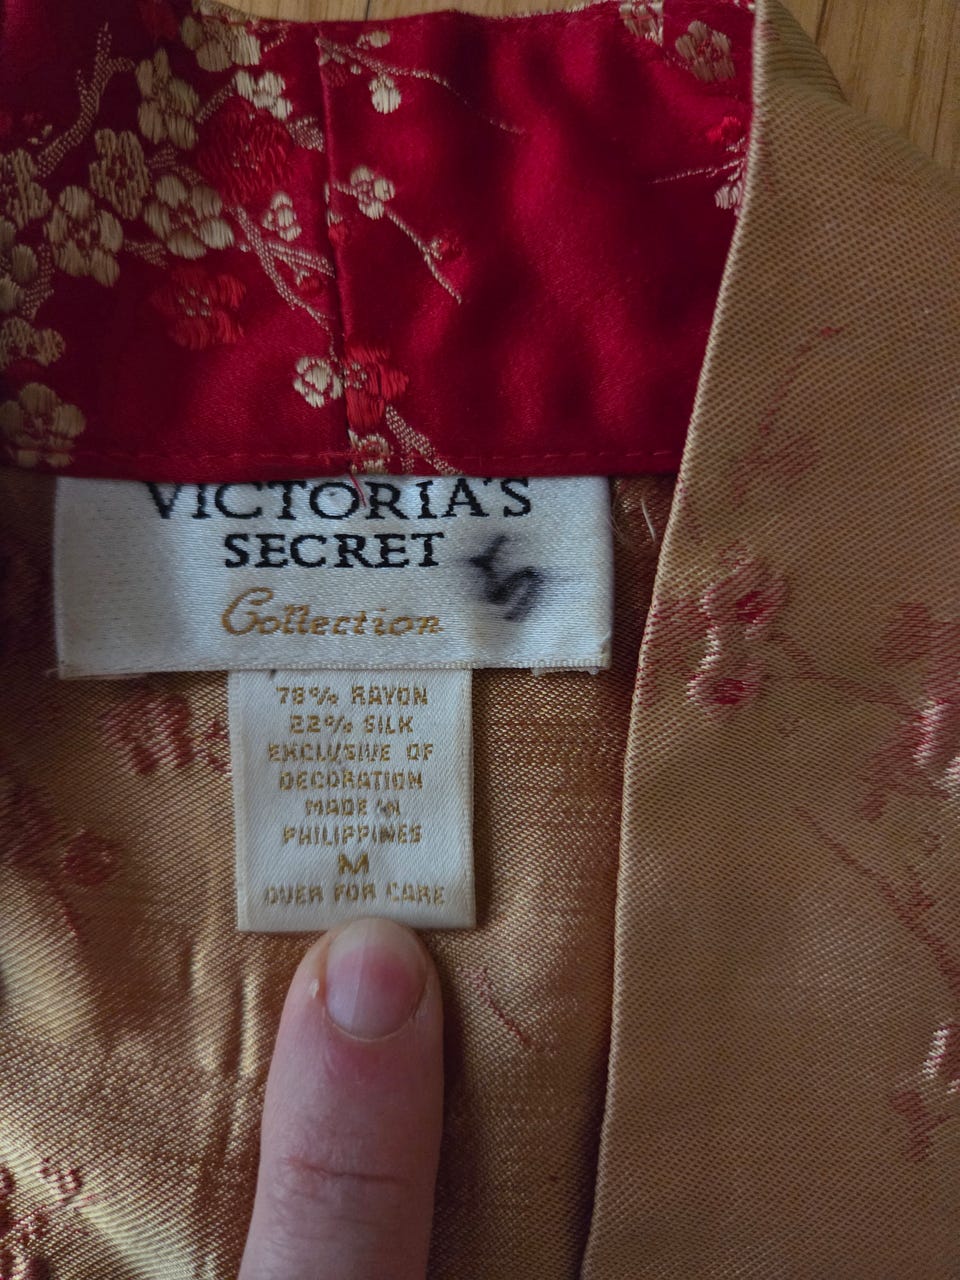 VICTORIA'S
SECRET
Collection
78% RAYON
22% SILK
EXCLUSIVE OF
DECORATION
MADE IN
PHILIPPINES
M
OVER FOR CARE